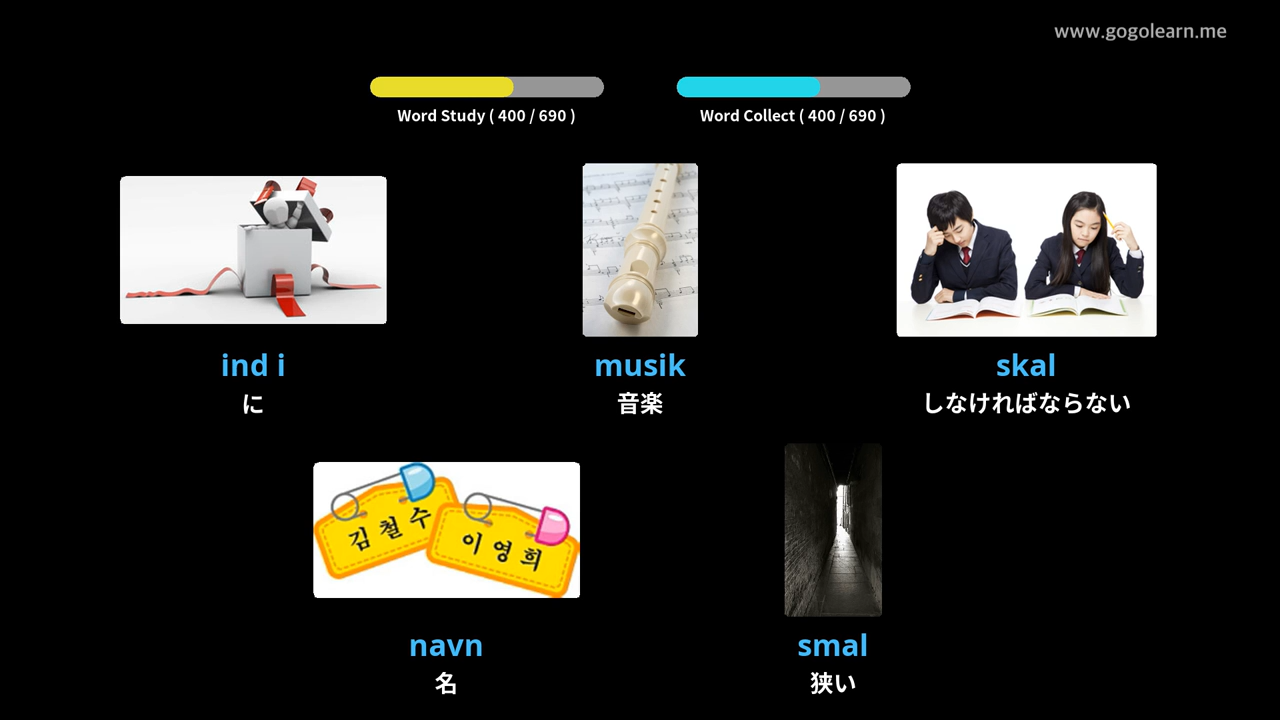 www.gogolearn.me
Word Study ( 400 / 690 )
Word Collect ( 400 / 690 )
ind i
に
musik
音楽
skal
しなければならない
김철수
이영희
navn
名
smal
狭い